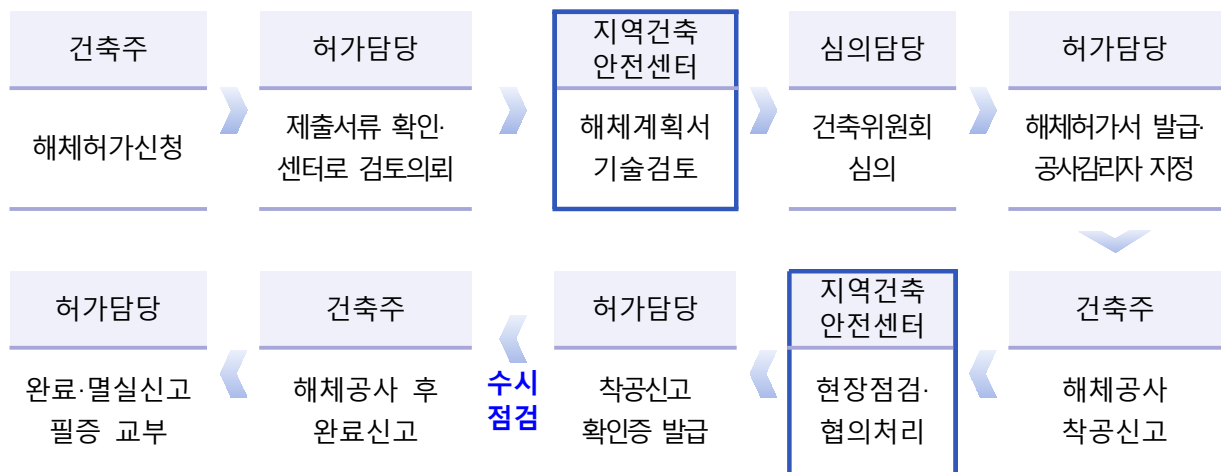 건축주
해체허가신청
허가담당
제출서류 확인·
센터로 검토의뢰
지역건축
안전센터
해체계획서
기술검토
심의담당
건축위원회
심의
허가담당
해체허가서 발급·
공사감리자 지정
건축주
해체공사
착공신고
지역건축
안전센터
현장점검·
협의처리
허가담당
착공신고
확인증 발급
수시
점검
건축주
해체공사 후
완료신고
허가담당
완료·멸실신고
필증 교부